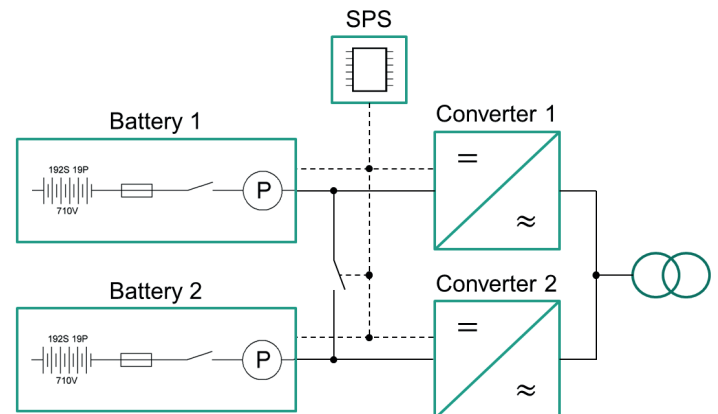 SPS
Battery 1
Converter 1
192S 19P
P
710V
=
≈
Battery 2
Converter 2
192S 19P
P
710V
=
≈